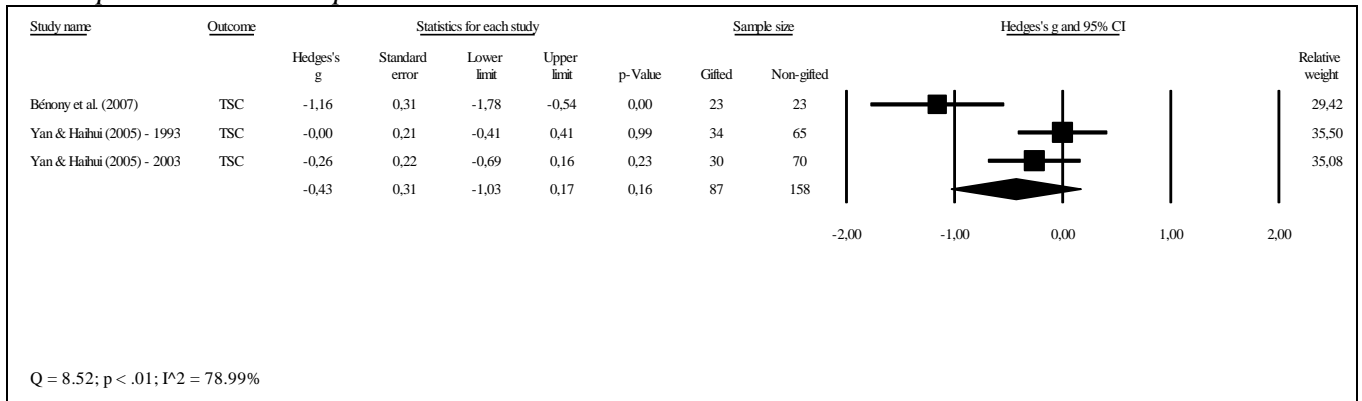 Study name Outcome Statistics for each study Sample size Hedges's g and 95% CI
Hedges's Standard Lower Upper Relative
g error limit limit p-Value Gifted Non-gifted weight
Bénony et al. (2007) TSC -1,16 0,31 -1,78 -0,54 0,00 23 23 29,42
Yan & Haihui (2005) - 1993 TSC -0,00 0,21 -0,41 0,41 0,99 34 65 35,50
Yan & Haihui (2005) - 2003 TSC -0,26 0,22 -0,69 0,16 0,23 30 70 35,08
-0,43 0,31 -1,03 0,17 0,16 87 158
-2,00 -1,00 0,00 1,00 2,00
Q = 8.52; p < .01; I^2 = 78.99%